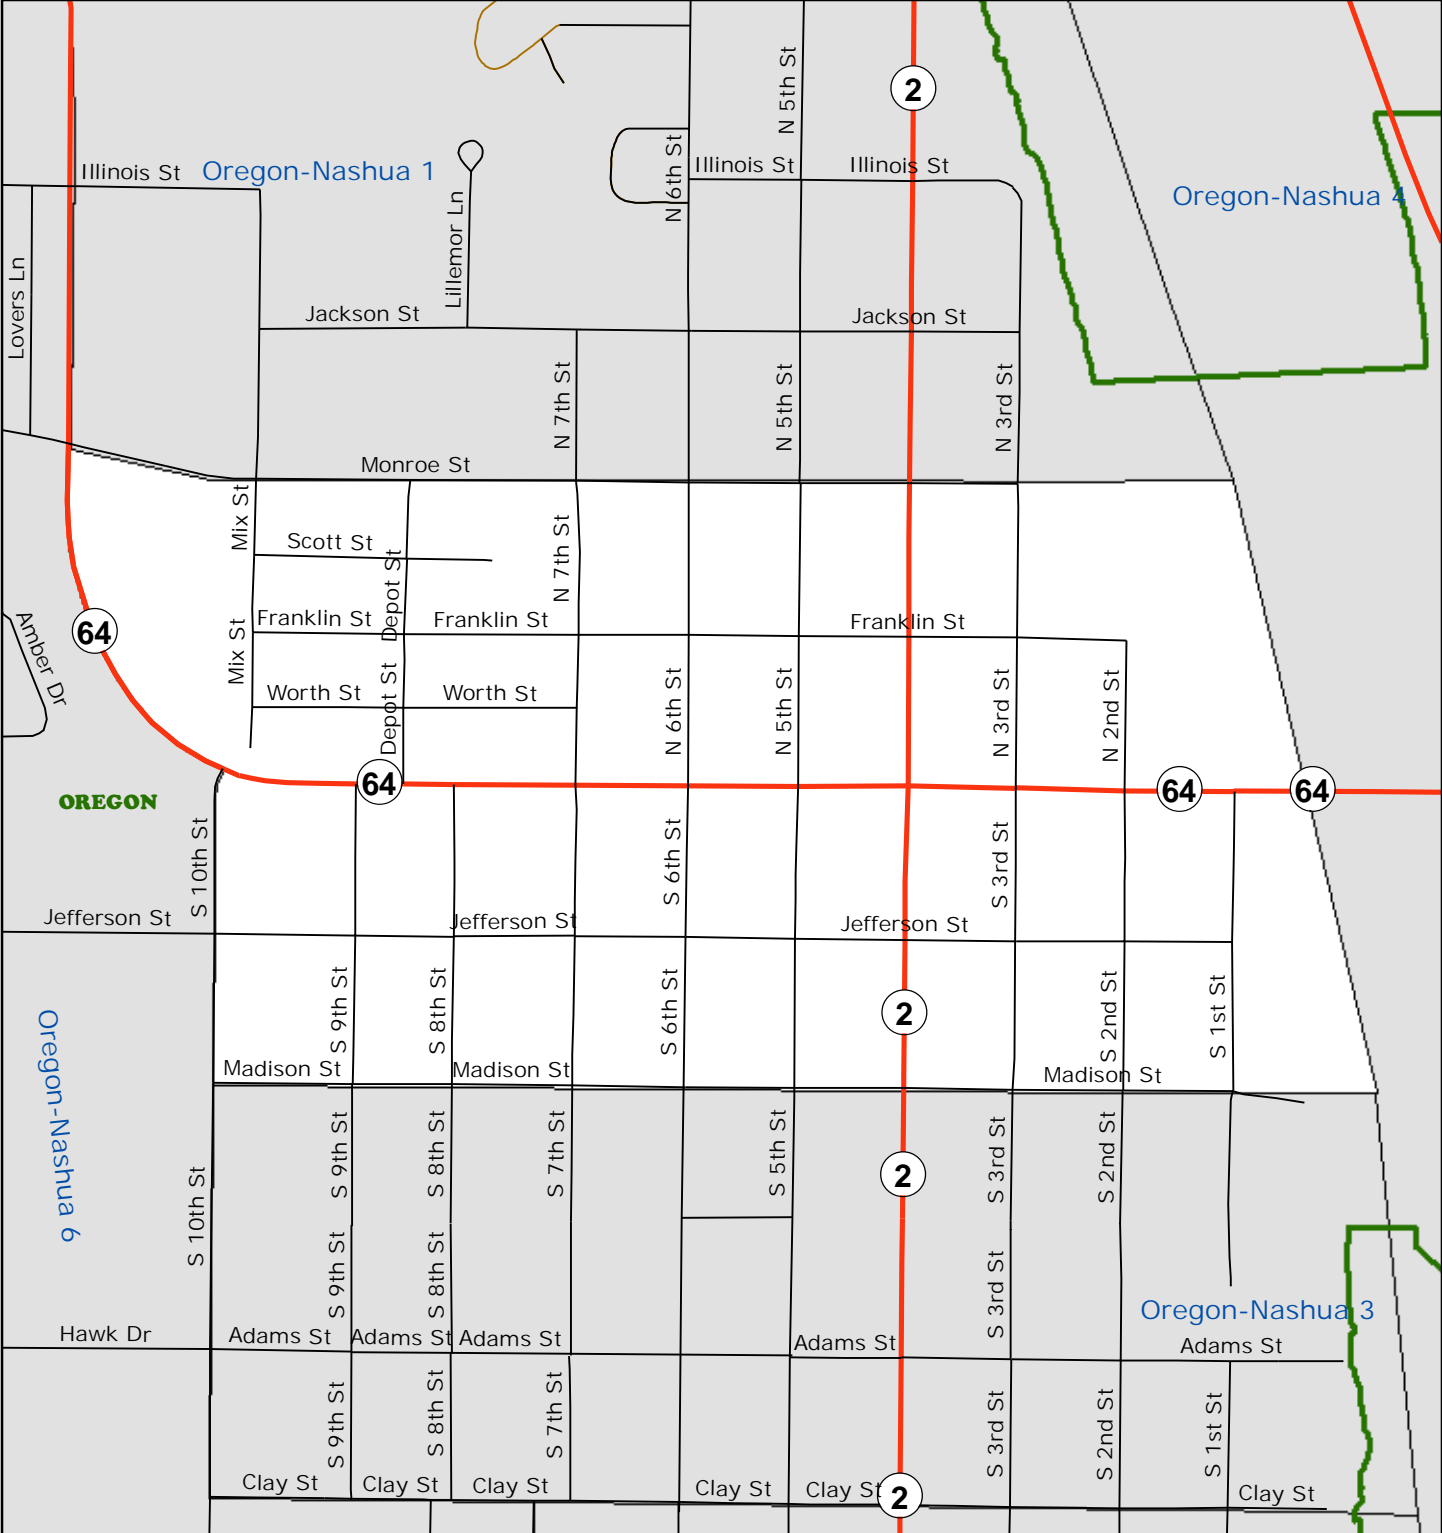 N 5th St
2
Illinois St
Oregon-Nashua 1
N 6th St
Illinois St
Illinois St
Oregon-Nashua 4
Lovers Ln
Lillemor Ln
Jackson St
Jackson St
N 7th St
N 5th St
N 3rd St
Monroe St
Mix St
Scott St
Depot St
N 7th St
Amber Dr
64
Mix St
Franklin St
Franklin St
Franklin St
Worth St
Depot St
Worth St
N 6th St
N 5th St
N 3rd St
N 2nd St
64
64
64
OREGON
S 10th St
S 6th St
S 3rd St
Jefferson St
Jefferson St
Jefferson St
S 9th St
S 8th St
S 6th St
2
S 2nd St
S 1st St
Oregon-Nashua 6
Madison St
Madison St
Madison St
S 10th St
S 9th St
S 8th St
S 7th St
S 5th St
2
S 3rd St
S 2nd St
S 9th St
S 8th St
S 3rd St
Oregon-Nashua 3
Hawk Dr
Adams St
Adams St
Adams St
Adams St
Adams St
S 9th St
S 8th St
S 7th St
S 3rd St
S 2nd St
S 1st St
Clay St
Clay St
Clay St
Clay St
Clay St
2
Clay St